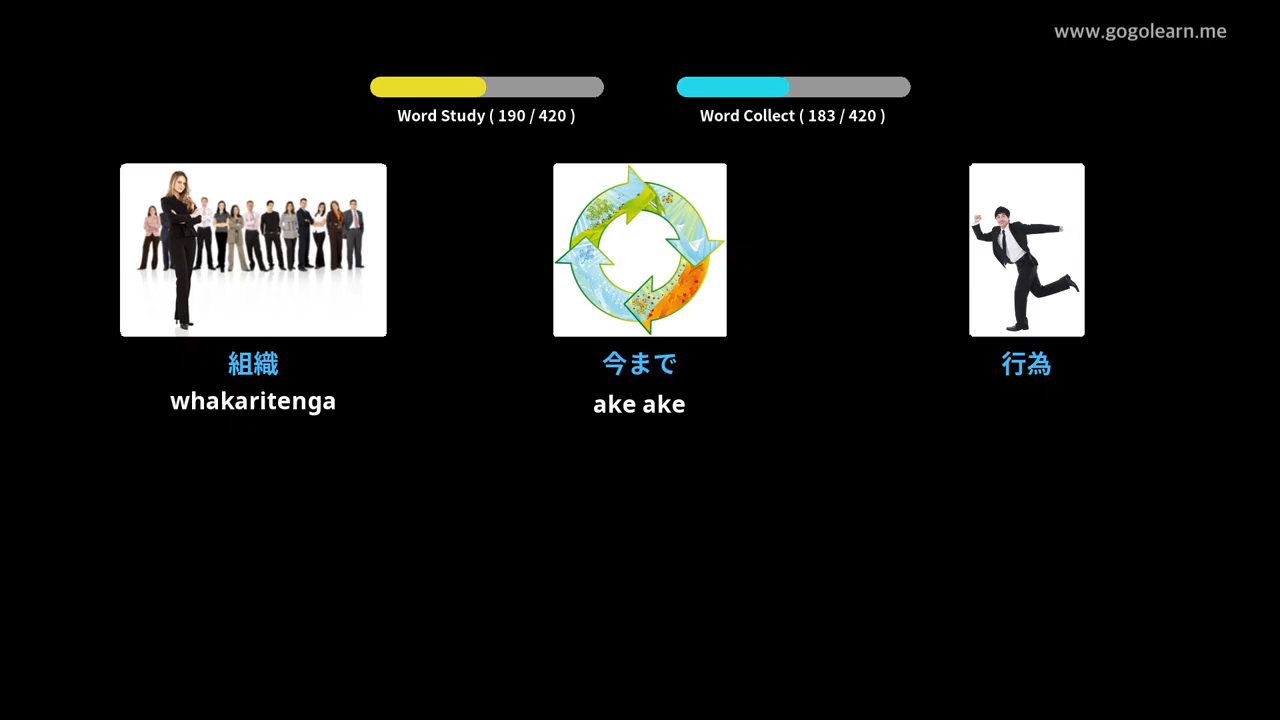 www.gogolearn.me
Word Study ( 190 / 420 )
Word Collect ( 183 / 420 )
組織
whakaritenga
今まで
ake ake
行為